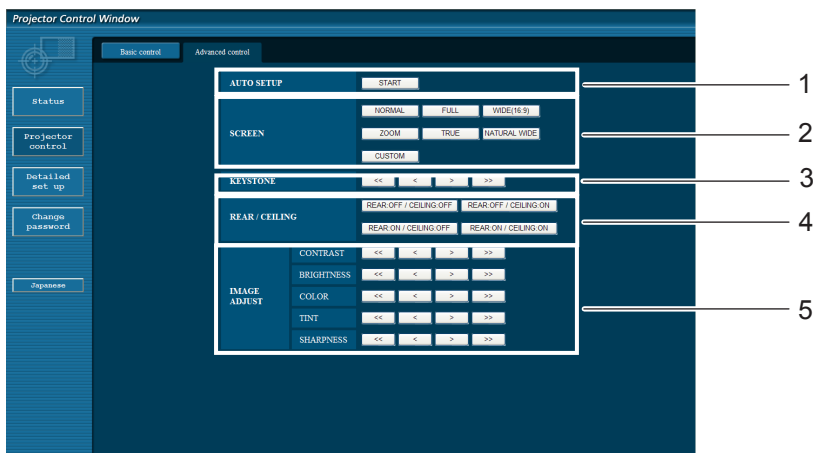 Projector Control Window
Basic control Advanced control
AUTO SETUP START 1
NORMAL FULL WIDE(16:9)
SCREEN ZOOM TRUE NATURAL WIDE 2
CUSTOM
KEYSTONE << < > >> 3
REAR:OFF / CEILING:OFF REAR:OFF / CEILING:ON
REAR / CEILING 4
REAR:ON / CEILING:OFF REAR:ON / CEILING:ON
CONTRAST << < > >>
BRIGHTNESS << < > >>
IMAGE
ADJUST
COLOR << < > >> 5
TINT << < > >>
SHARPNESS << < > >>
Status
Projector
control
Detailed
set up
Change
password
Japanese